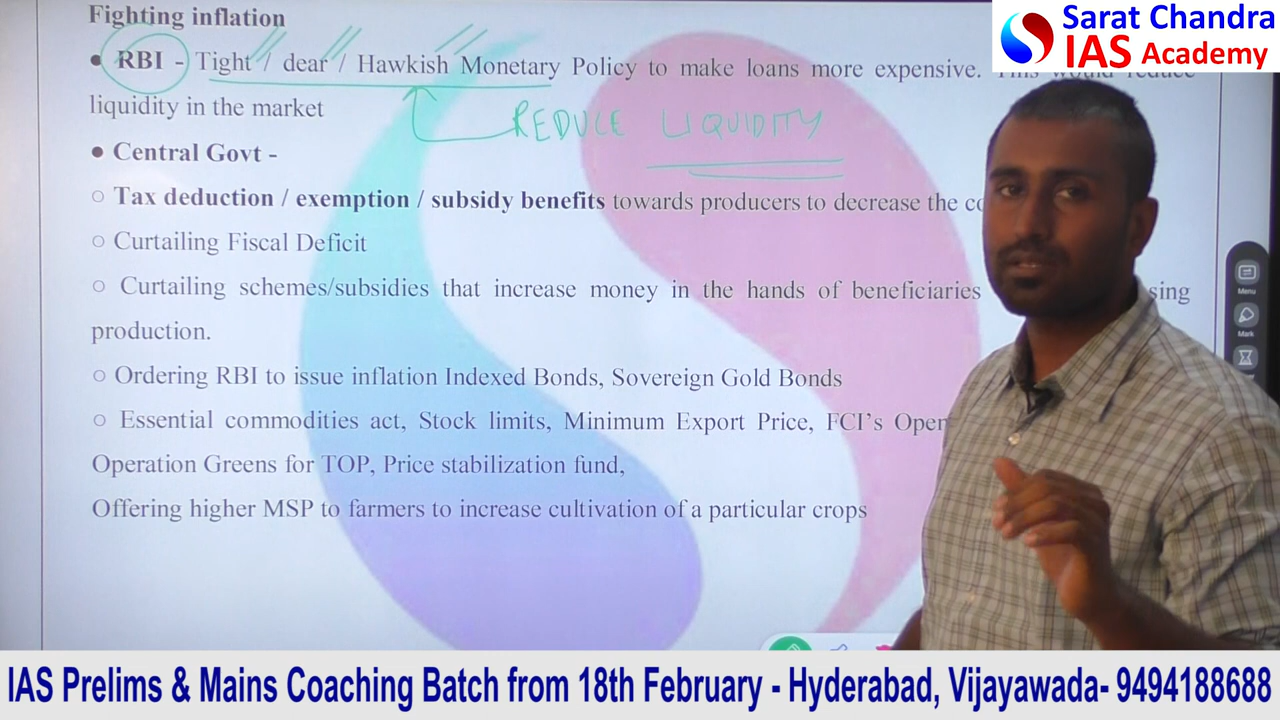 Sarat Chandra
IAS Academy
Fighting inflation
● RBI - Tight / dear / Hawkish Monetary Policy to make loans more expensive.
liquidity in the market
REDUCE LIQUIDITY
● Central Govt -
○ Tax deduction / exemption / subsidy benefits towards producers to decrease the
○ Curtailing Fiscal Deficit
○ Curtailing schemes/subsidies that increase money in the hands of beneficiaries
production.
○ Ordering RBI to issue inflation Indexed Bonds, Sovereign Gold Bonds
○ Essential commodities act, Stock limits, Minimum Export Price, FCI's
Operation Greens for TOP, Price stabilization fund,
Offering higher MSP to farmers to increase cultivation of a particular crops
Menu
Mark
IAS Prelims & Mains Coaching Batch from 18th February - Hyderabad, Vijayawada- 9494188688